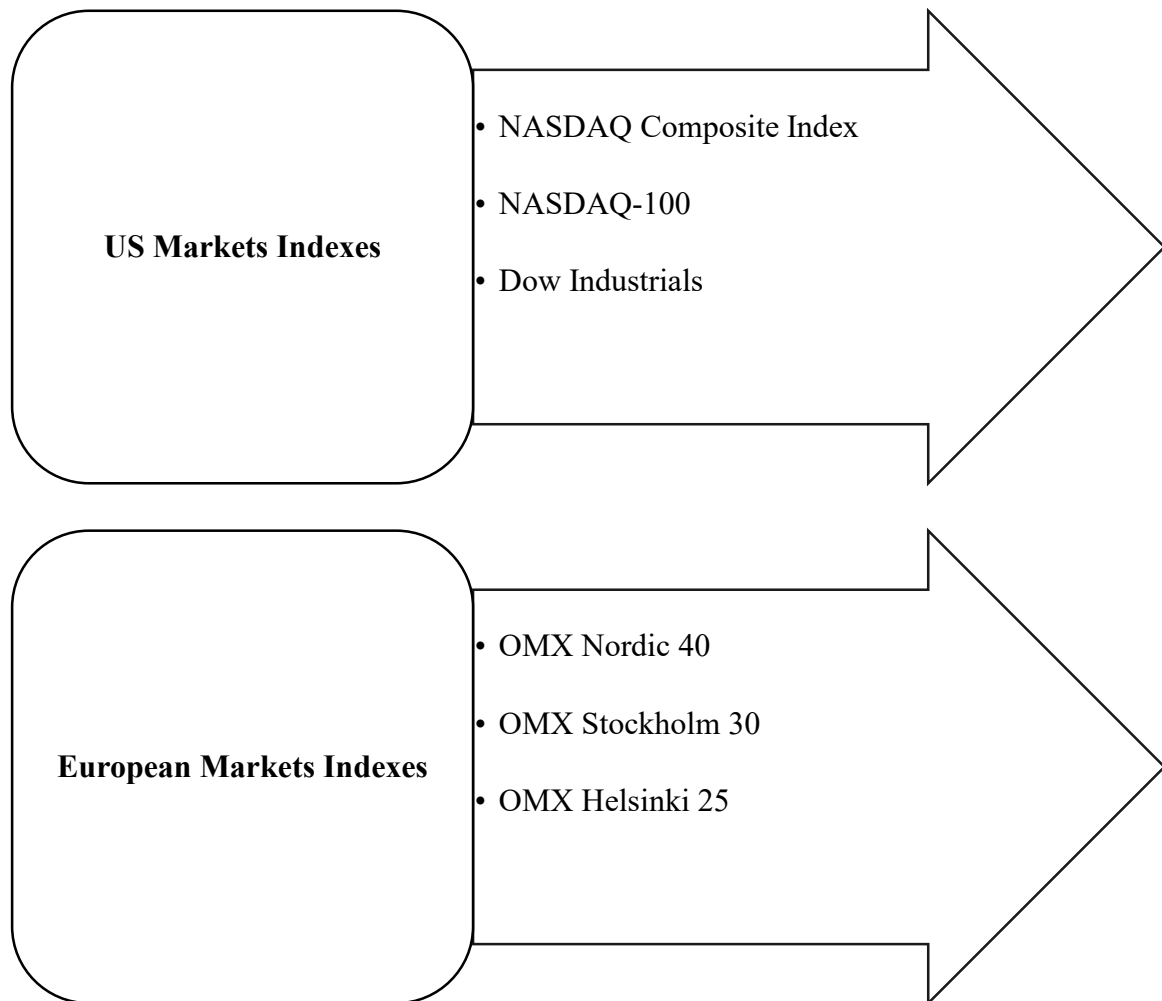 US Markets Indexes
• NASDAQ Composite Index
• NASDAQ-100
• Dow Industrials
European Markets Indexes
• OMX Nordic 40
• OMX Stockholm 30
• OMX Helsinki 25